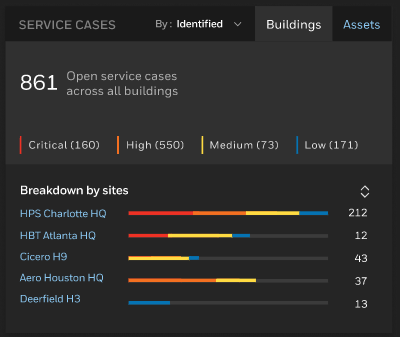 SERVICE CASES By: Identified Buildings Assets
861 Open service cases
across all buildings
Critical (160) High (550) Medium (73) Low (171)
Breakdown by sites
HPS Charlotte HQ 212
HBT Atlanta HQ 12
Cicero H9 43
Aero Houston HQ 37
Deerfield H3 13